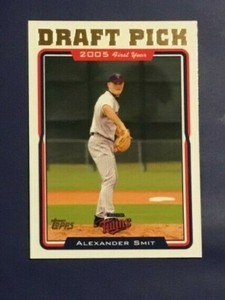 DRAFT PICK
2005 First Year
Twins
Topps
ALEXANDER SMIT